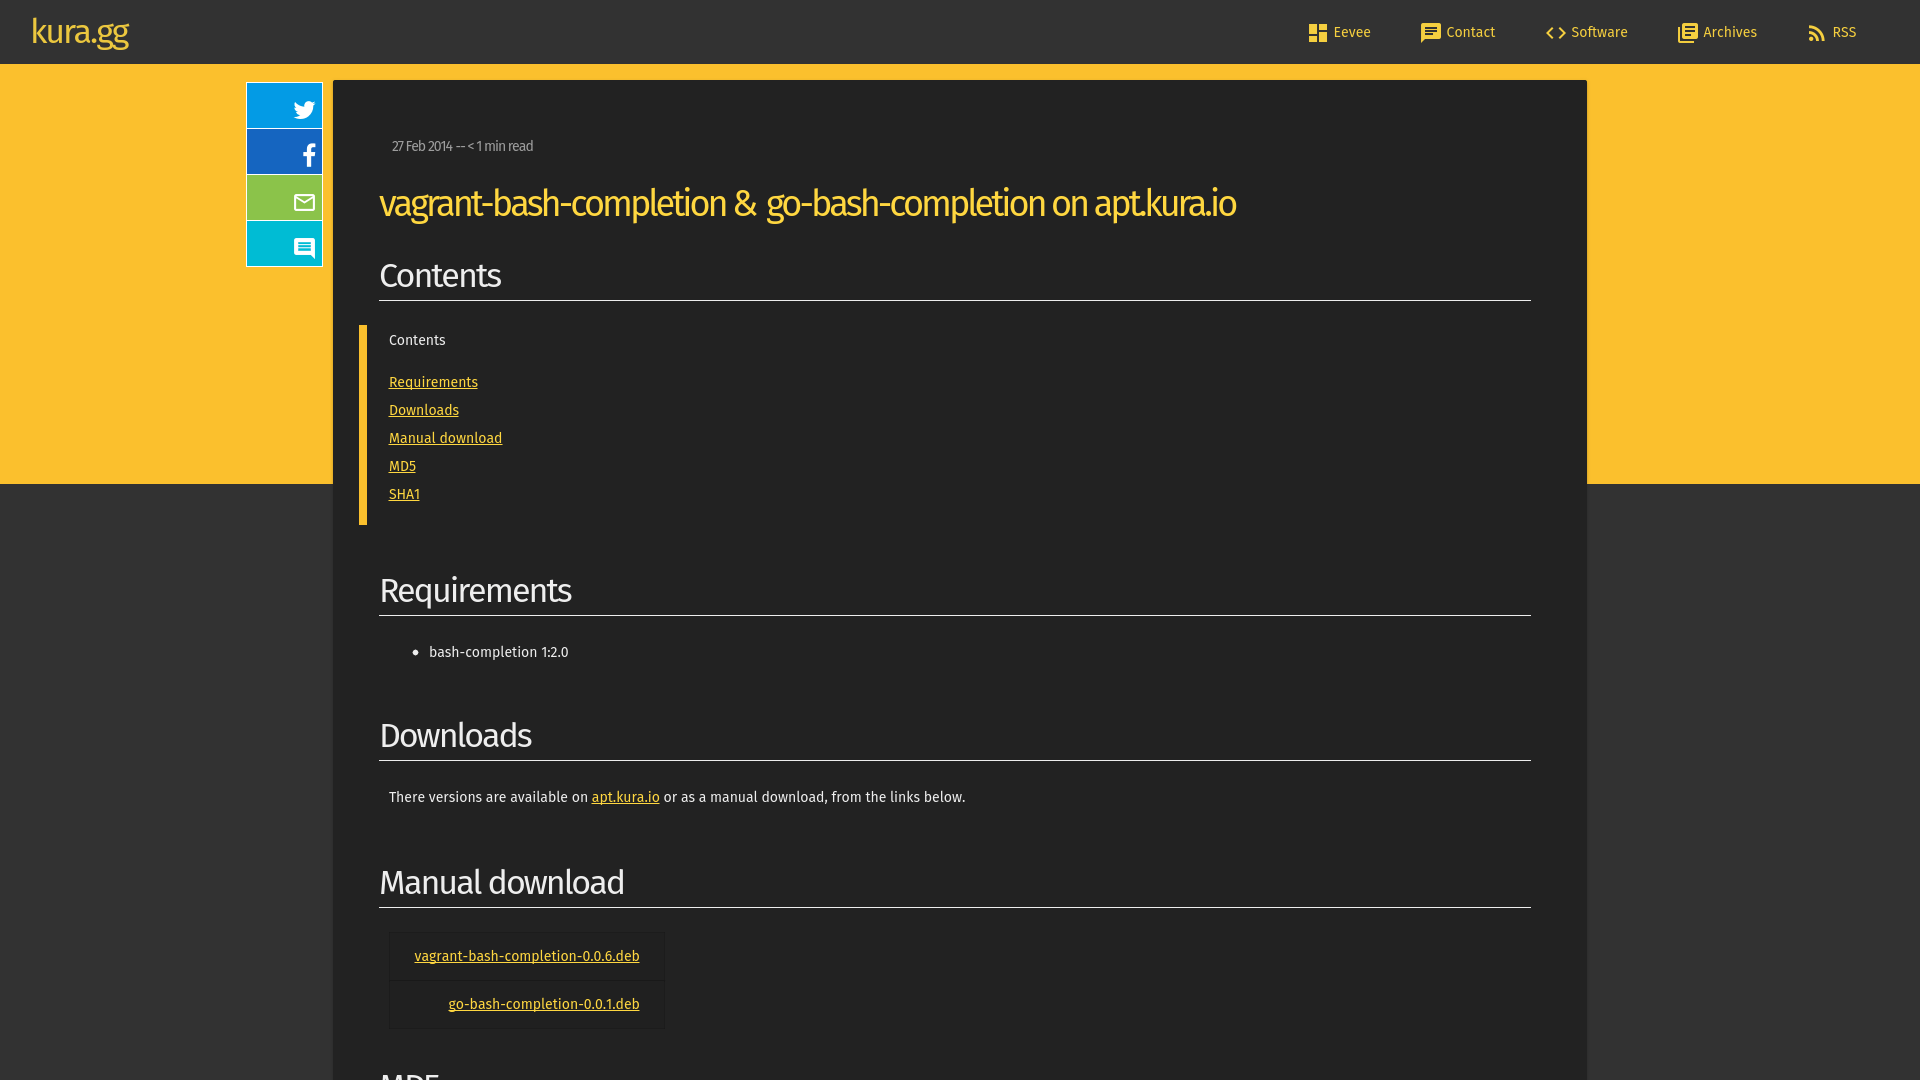 kura.gg
Eevee
Contact
Software
Archives
RSS
27 Feb 2014 -- < 1 min read
vagrant-bash-completion & go-bash-completion on apt.kura.io
Contents
Contents
Requirements
Downloads
Manual download
MD5
SHA1
Requirements
• bash-completion 1:2.0
Downloads
There versions are available on apt.kura.io or as a manual download, from the links below.
Manual download
vagrant-bash-completion-0.0.6.deb
go-bash-completion-0.0.1.deb
MD5